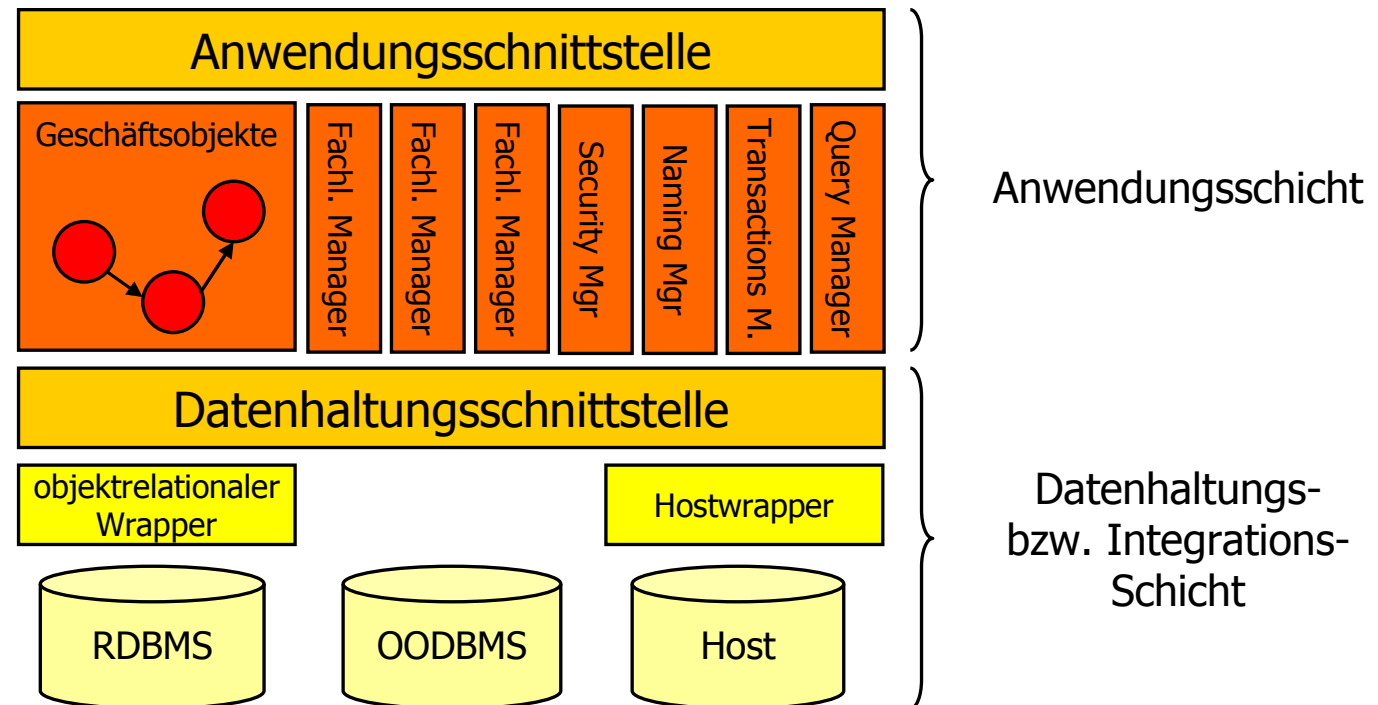 Anwendungsschnittstelle
Geschäftsobjekte
Fachl. Manager
Fachl. Manager
Fachl. Manager
Security Mgr
Naming Mgr
Transactions M.
Query Manager
Anwendungsschicht
Datenhaltungsschnittstelle
objektrelationaler
Wrapper
Hostwrapper
RDBMS
OODBMS
Host
Datenhaltungs-
bzw. Integrations-
Schicht